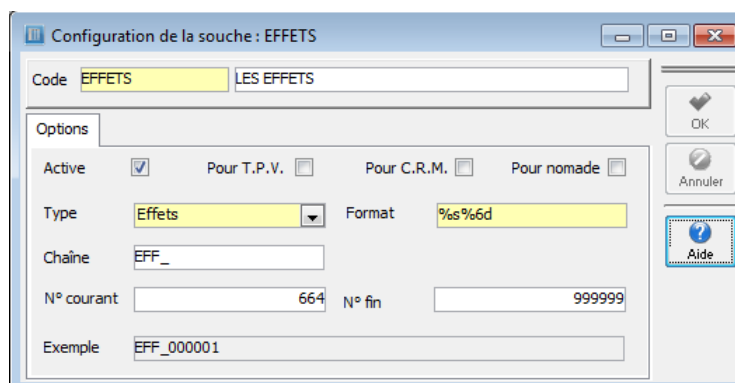 Configuration de la souche : EFFETS
Code EFFETS LES EFFETS
OK
Options
Active Pour T.P.V. Pour C.R.M. Pour nomade
Annuler
Type Effets Format %s%6d
Aide
Chaîne EFF_
N° courant 664 N° fin 999999
Exemple EFF_000001